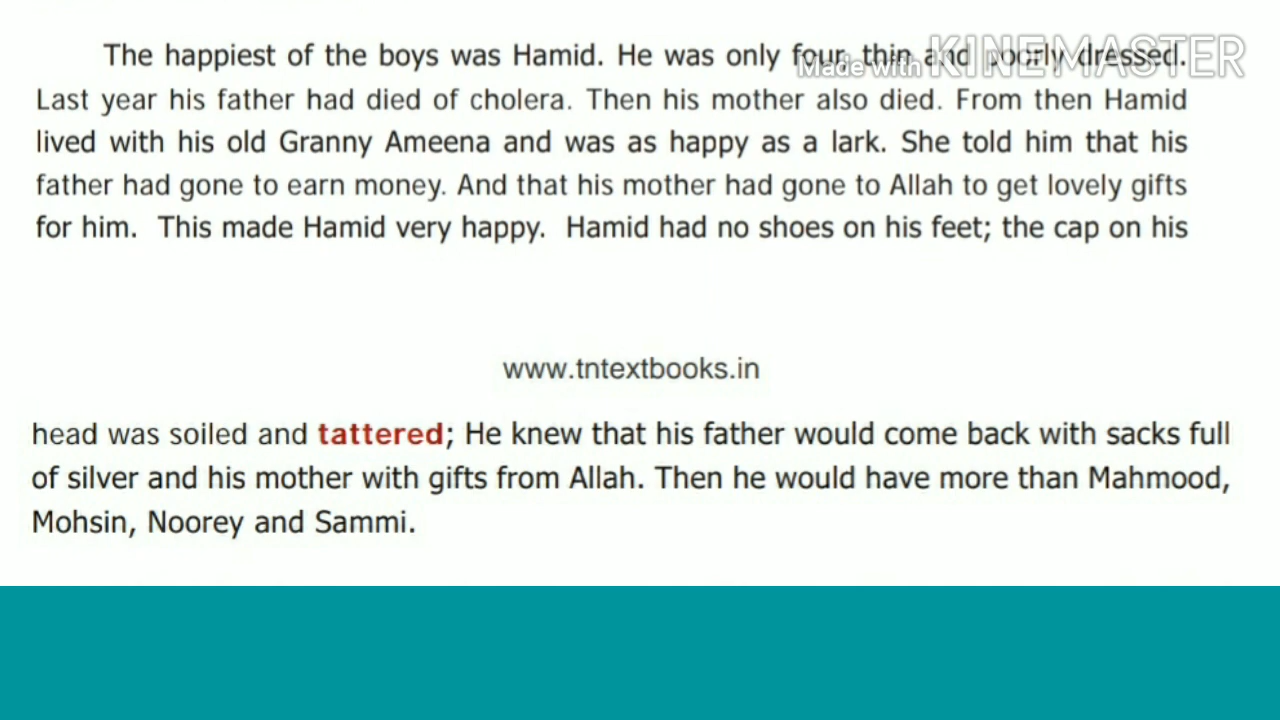 The happiest of the boys was Hamid. He was only four, thin and poorly dressed.
Made with KINEMASTER
Last year his father had died of cholera. Then his mother also died. From then Hamid
lived with his old Granny Ameena and was as happy as a lark. She told him that his
father had gone to earn money. And that his mother had gone to Allah to get lovely gifts
for him. This made Hamid very happy. Hamid had no shoes on his feet; the cap on his
www.tntextbooks.in
head was soiled and tattered; He knew that his father would come back with sacks full
of silver and his mother with gifts from Allah. Then he would have more than Mahmood,
Mohsin, Noorey and Sammi.